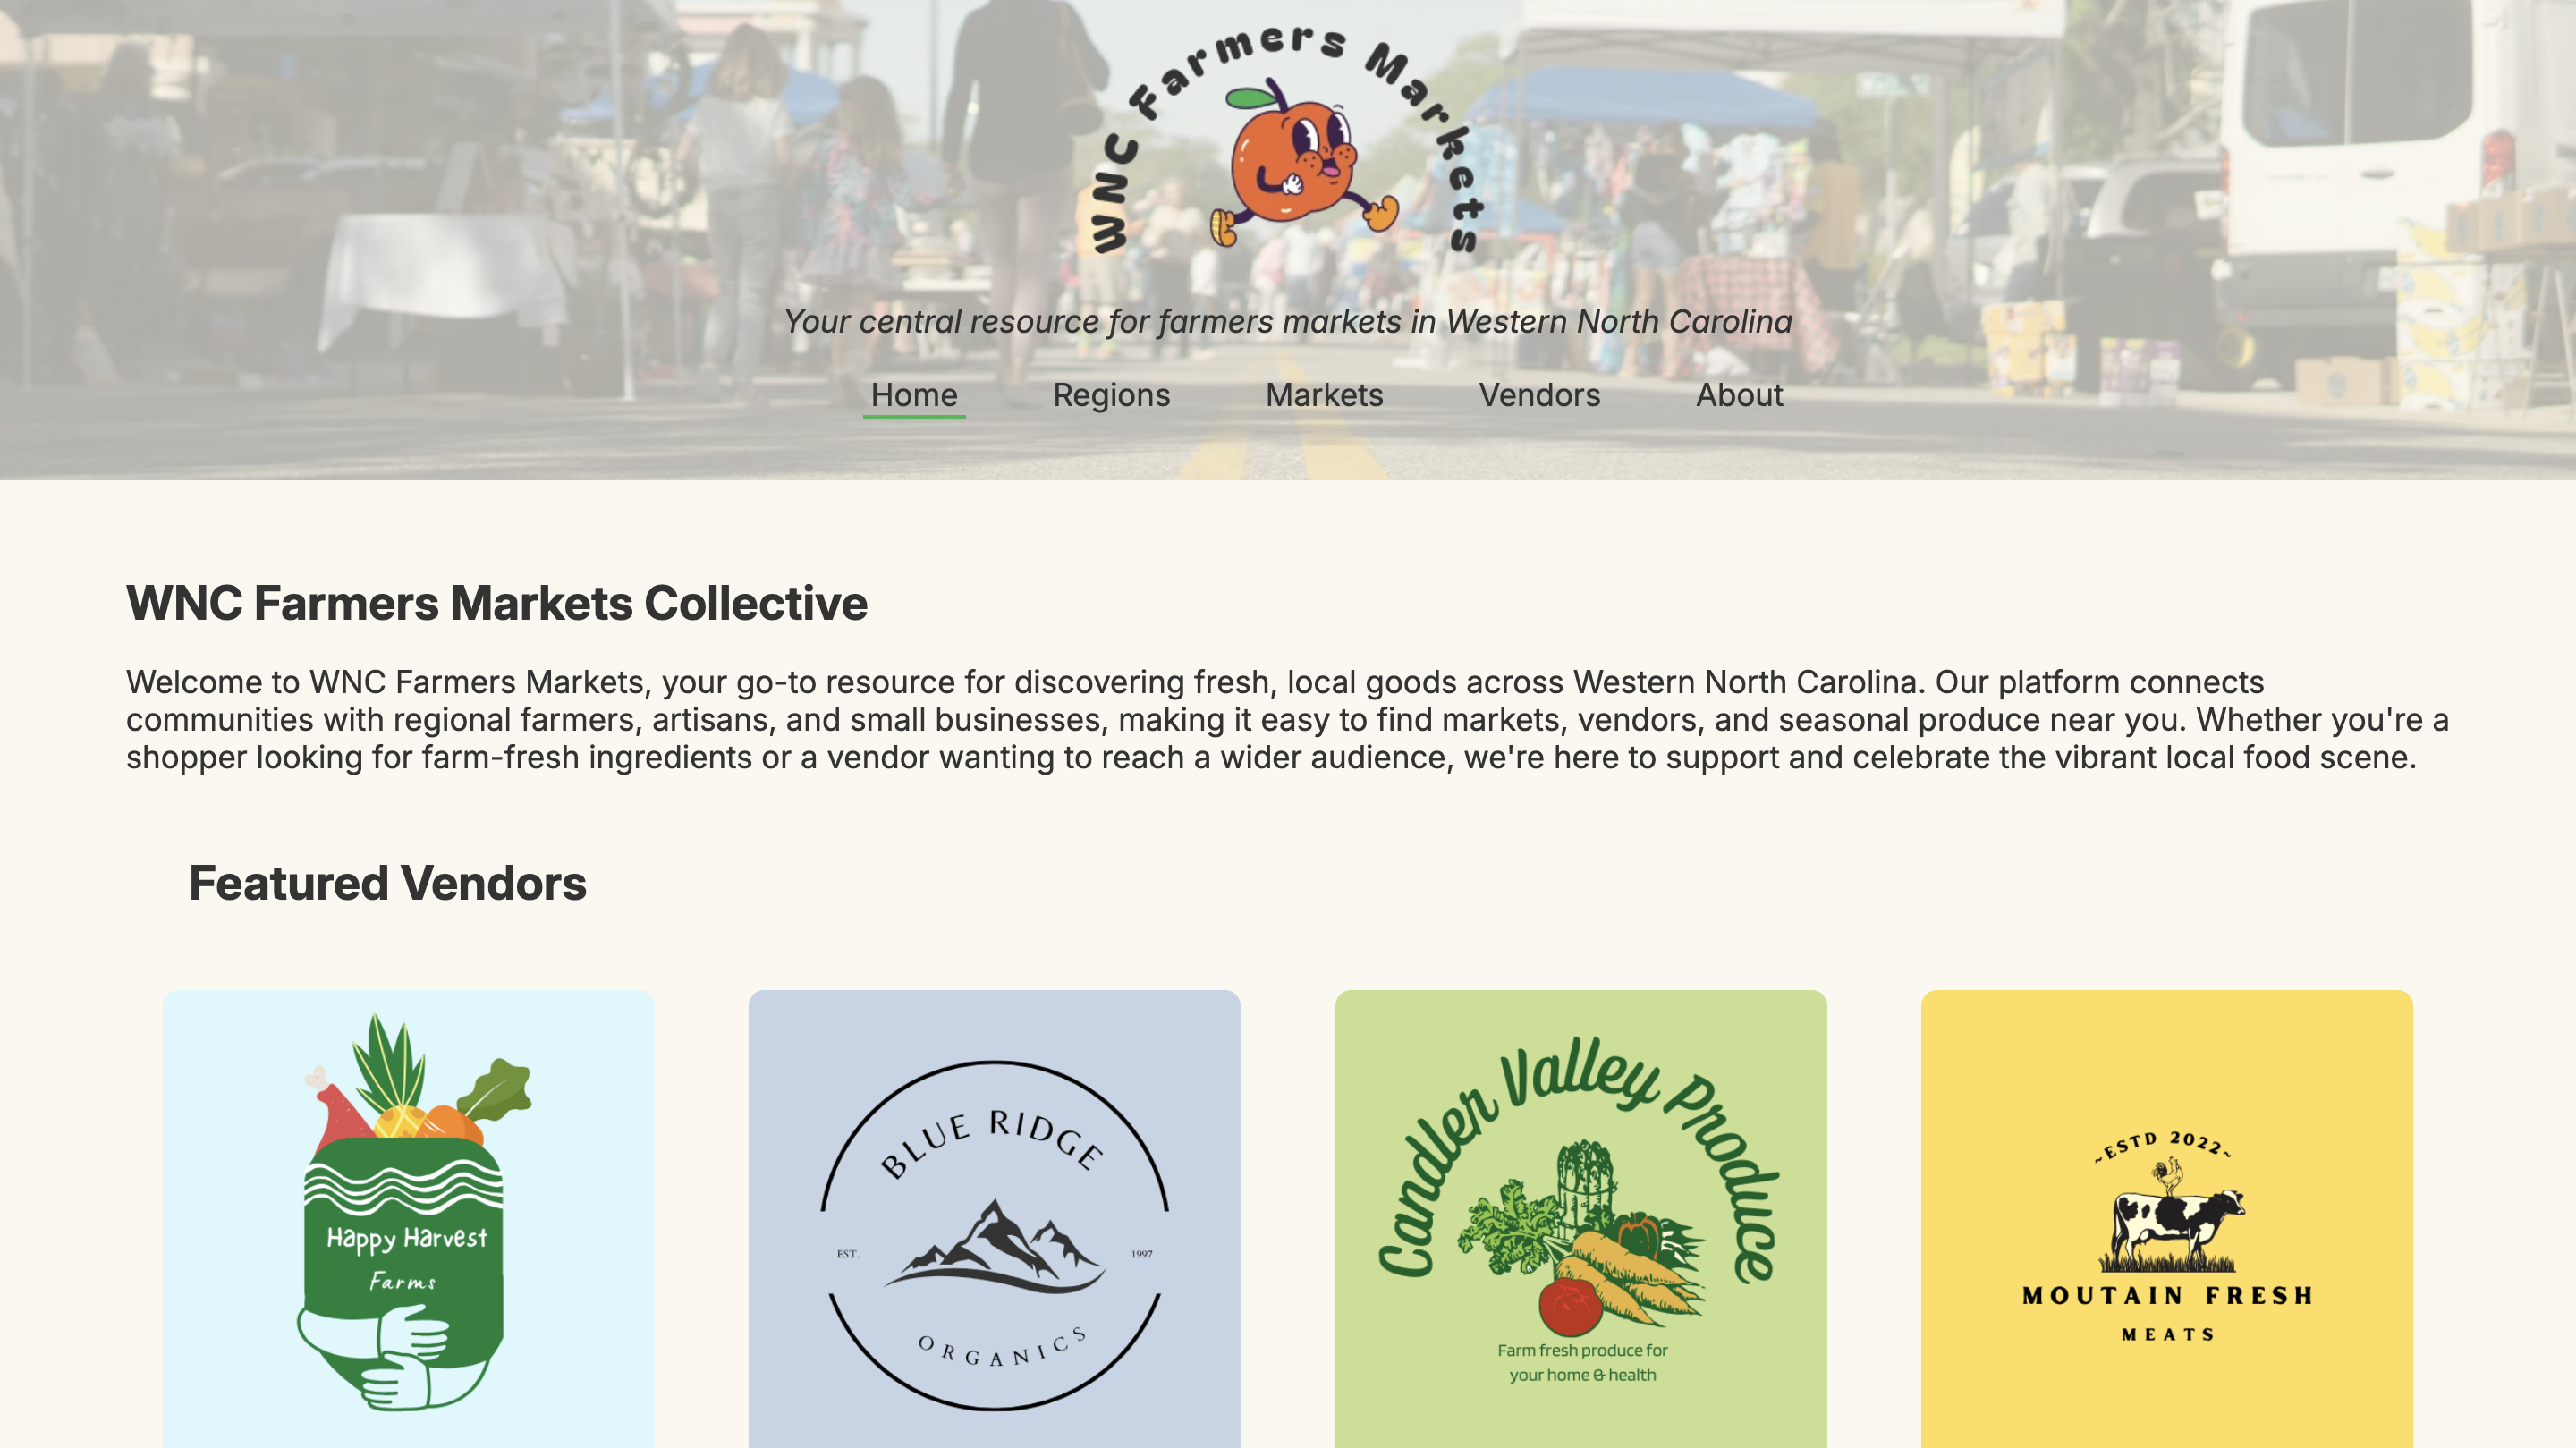 WNC Farmers Markets
Your central resource for farmers markets in Western North Carolina
Home Regions Markets Vendors About
WNC Farmers Markets Collective
Welcome to WNC Farmers Markets, your go-to resource for discovering fresh, local goods across Western North Carolina. Our platform connects
communities with regional farmers, artisans, and small businesses, making it easy to find markets, vendors, and seasonal produce near you. Whether you're a
shopper looking for farm-fresh ingredients or a vendor wanting to reach a wider audience, we're here to support and celebrate the vibrant local food scene.
Featured Vendors
Happy Harvest
Farms
BLUE RIDGE
EST. 1997
ORGANICS
Candler Valley Produce
Farm fresh produce for
your home & health
~ESTD 2022~
MOUTAIN FRESH
MEATS